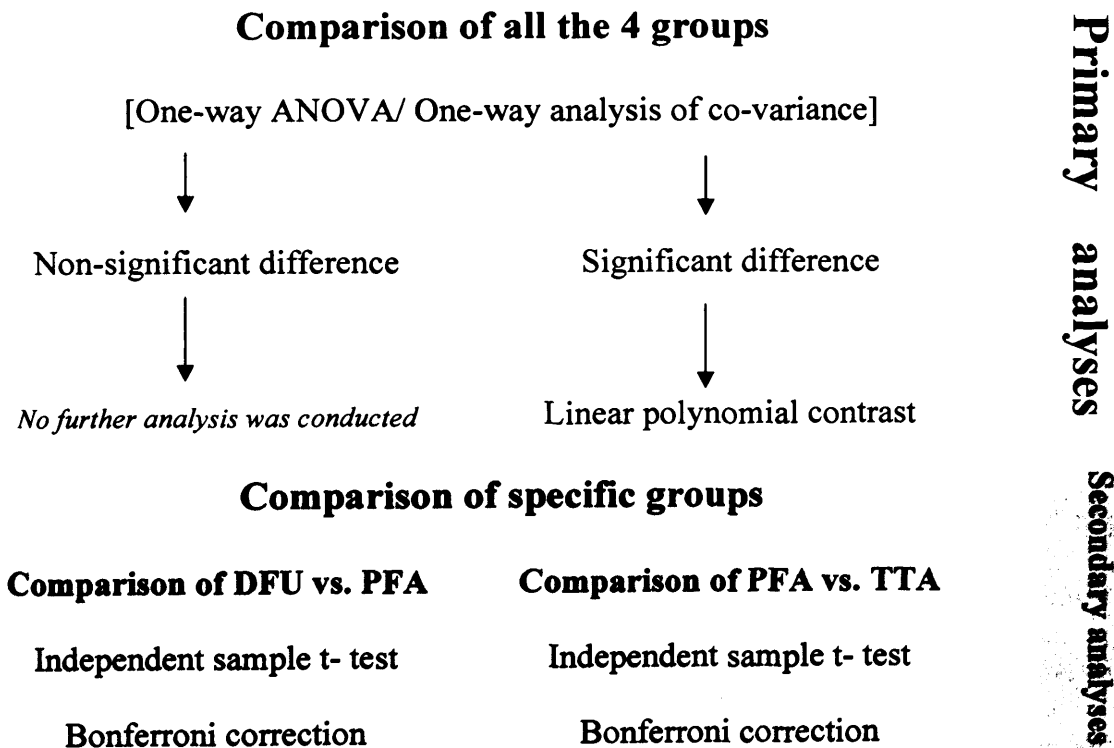 Comparison of all the 4 groups
[One-way ANOVA/ One-way analysis of co-variance]
Non-significant difference
Significant difference
No further analysis was conducted
Linear polynomial contrast
Primary analyses
Comparison of specific groups
Comparison of DFU vs. PFA
Comparison of PFA vs. TTA
Independent sample t- test
Independent sample t- test
Bonferroni correction
Bonferroni correction
Secondary analyses